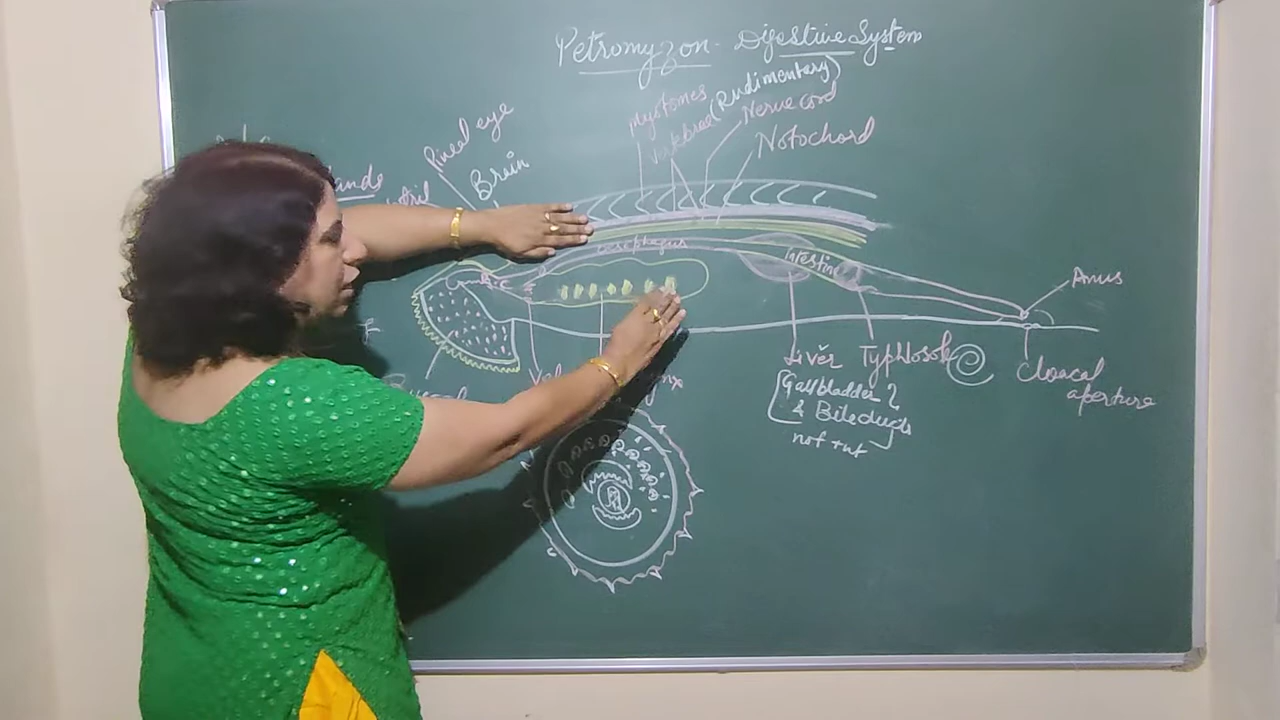 Petromyzon - Digestive System
Myotomes
Vertebrae (Rudimentary)
Nerve cord
Notochord
Pineal eye
Brain
Oesophagus
Intestine
Anus
Liver
Typhlosole
Cloacal
aperture
Gallbladder
& Bileducts
not +nt